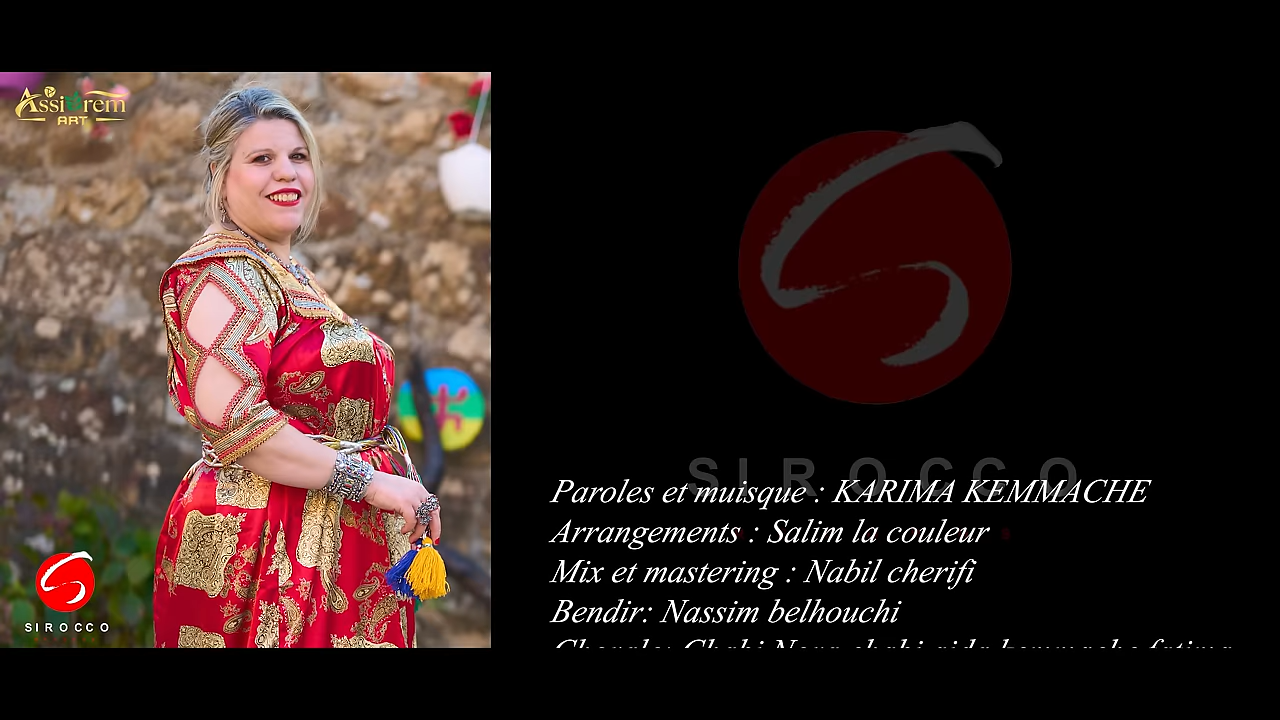 Assirem
ART
SIROCCO
SIROCCO
Paroles et muisque : KARIMA KEMMACHE
Arrangements : Salim la couleur
Mix et mastering : Nabil cherifi
Bendir: Nassim belhouchi